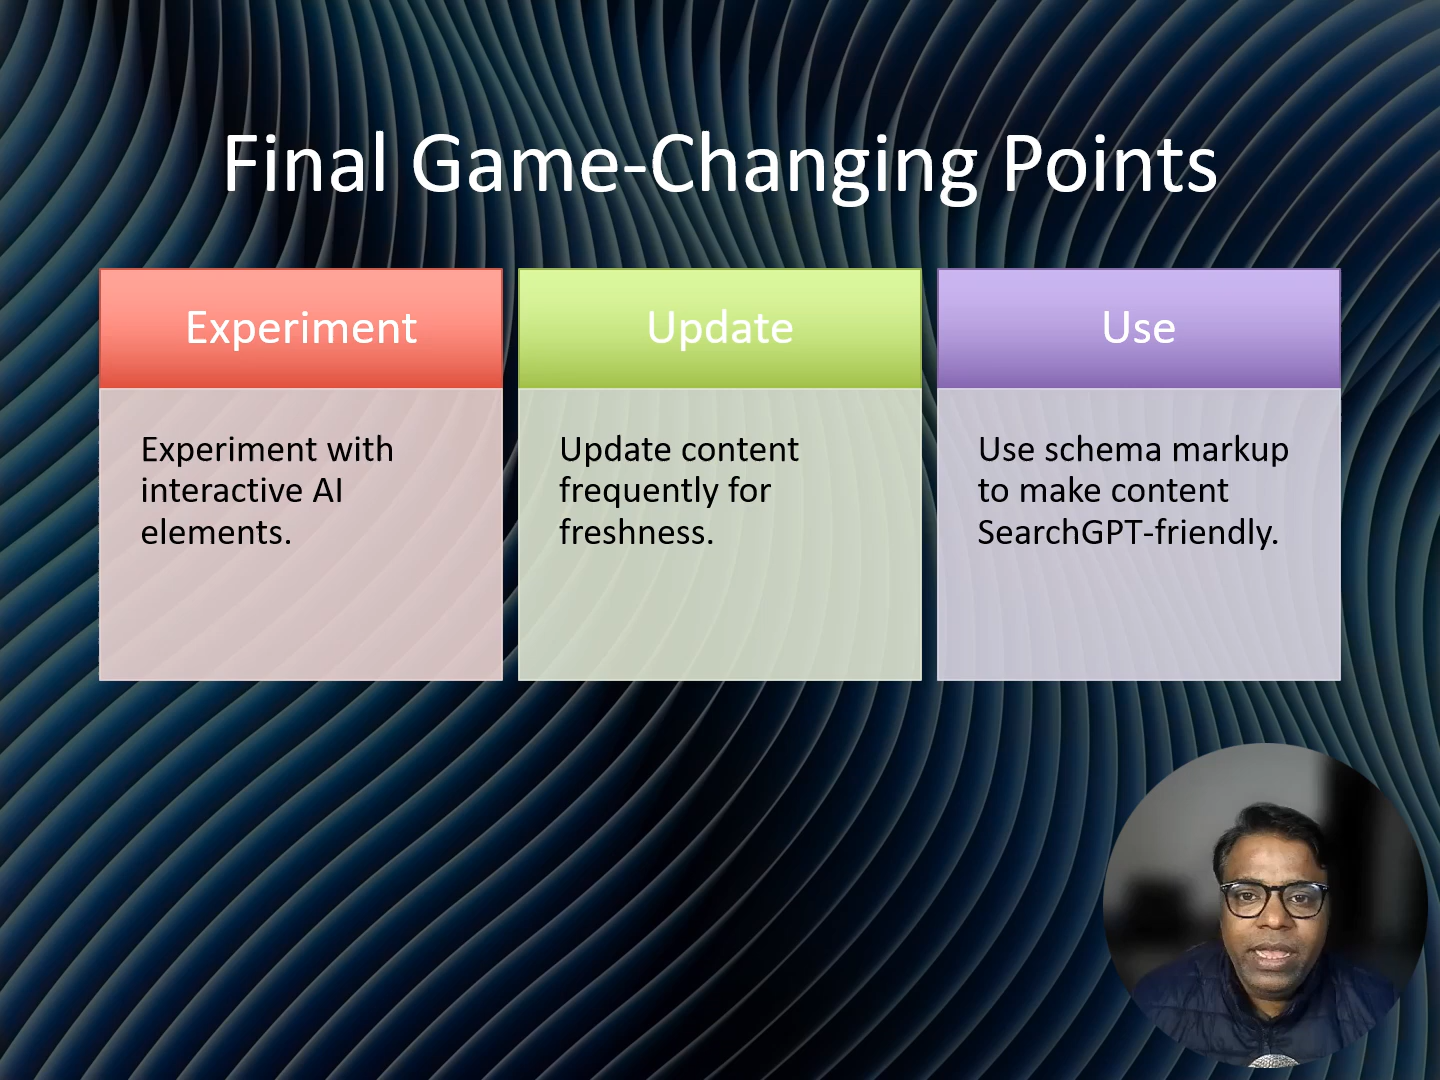 Final Game-Changing Points
Experiment
Experiment with
interactive AI
elements.
Update
Update content
frequently for
freshness.
Use
Use schema markup
to make content
SearchGPT-friendly.